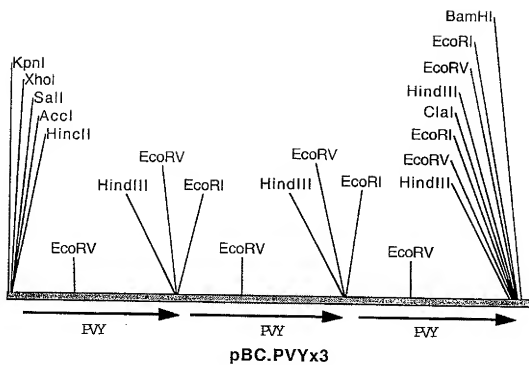 BamHI
EcoRI
EcoRV
HindIII
ClaI
EcoRI
EcoRV
HindIII
KpnI
XhoI
SalI
AccI
HincII
EcoRV
HindIII
EcoRI
EcoRV
HindIII
EcoRI
EcoRV
EcoRV
EcoRV
PVY
PVY
PVY
pBC.PVYx3